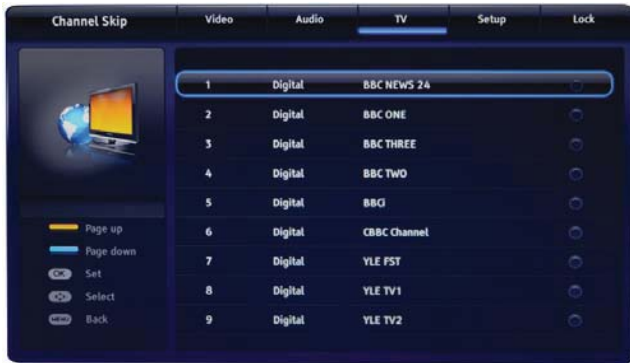 Channel Skip Video Audio TV Setup Lock
1 Digital BBC NEWS 24
2 Digital BBC ONE
3 Digital BBC THREE
4 Digital BBC TWO
5 Digital BBCi
6 Digital CBBC Channel
7 Digital YLE FST
8 Digital YLE TV1
9 Digital YLE TV2
Page up
Page down
OK Set
Select
MENU Back